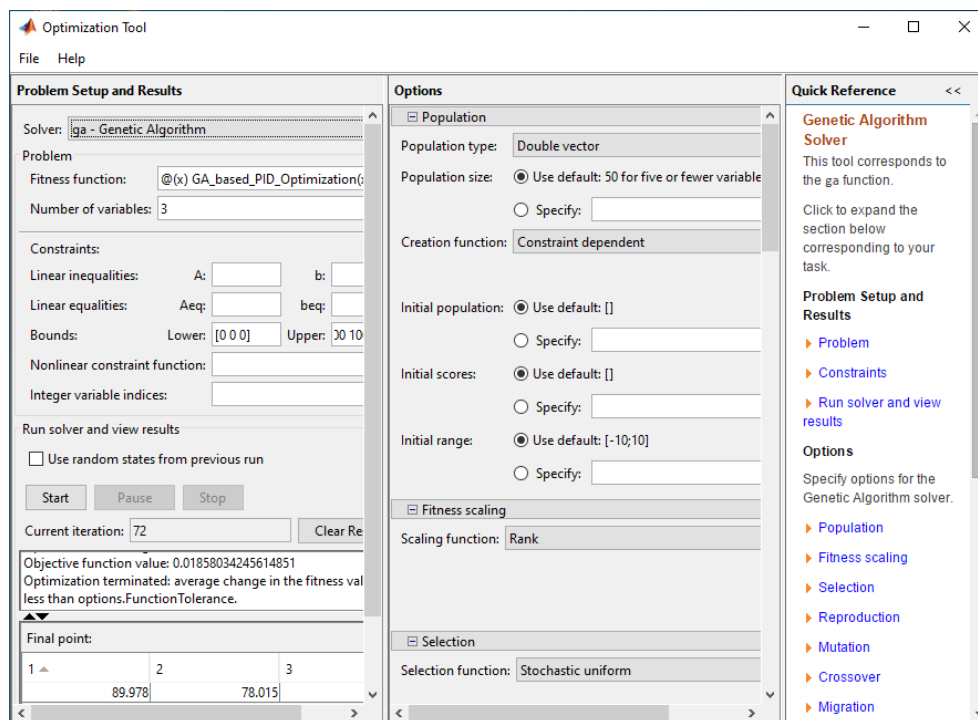 Optimization Tool
File Help
Problem Setup and Results
Solver: ga - Genetic Algorithm
Problem
Fitness function: @(x) GA_based_PID_Optimization(x
Number of variables: 3
Constraints:
Linear inequalities: A: b:
Linear equalities: Aeq: beq:
Bounds: Lower: [0 0 0] Upper: 00 100
Nonlinear constraint function:
Integer variable indices:
Run solver and view results
Use random states from previous run
Start Pause Stop
Current iteration: 72 Clear Re
Objective function value: 0.01858034245614851
Optimization terminated: average change in the fitness val
less than options.FunctionTolerance.
Final point:
1 2 3
89.978 78.015
Options
Population
Population type: Double vector
Population size: Use default: 50 for five or fewer variable
Specify:
Creation function: Constraint dependent
Initial population: Use default: []
Specify:
Initial scores: Use default: []
Specify:
Initial range: Use default: [-10;10]
Specify:
Fitness scaling
Scaling function: Rank
Selection
Selection function: Stochastic uniform
Quick Reference <<
Genetic Algorithm
Solver
This tool corresponds to
the ga function.
Click to expand the
section below
corresponding to your
task.
Problem Setup and
Results
Problem
Constraints
Run solver and view
results
Options
Specify options for the
Genetic Algorithm solver.
Population
Fitness scaling
Selection
Reproduction
Mutation
Crossover
Migration